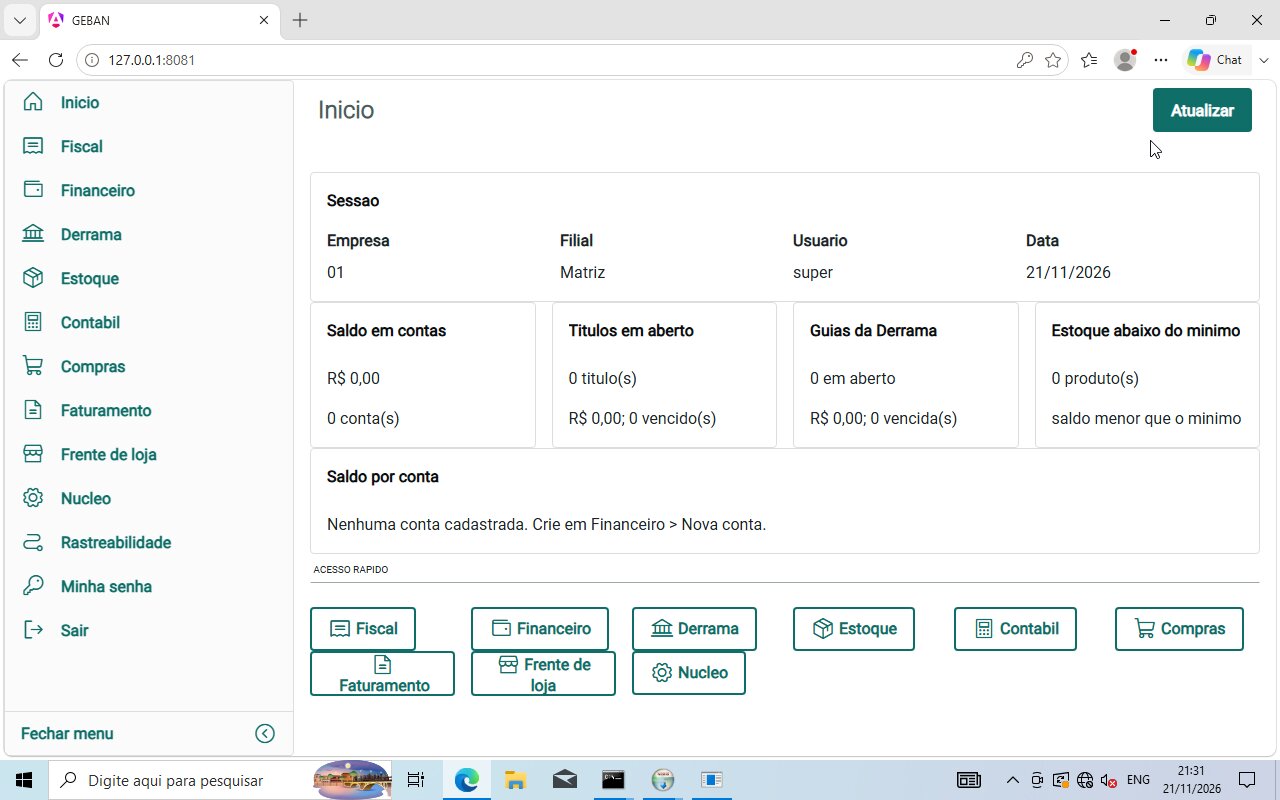 GEBAN
127.0.0.1:8081
Chat
Inicio
Fiscal
Financeiro
Derrama
Estoque
Contabil
Compras
Faturamento
Frente de loja
Nucleo
Rastreabilidade
Minha senha
Sair
Fechar menu
Inicio
Atualizar
Sessao
Empresa Filial Usuario Data
01 Matriz super 21/11/2026
Saldo em contas
R$ 0,00
0 conta(s)
Titulos em aberto
0 titulo(s)
R$ 0,00; 0 vencido(s)
Guias da Derrama
0 em aberto
R$ 0,00; 0 vencida(s)
Estoque abaixo do minimo
0 produto(s)
saldo menor que o minimo
Saldo por conta
Nenhuma conta cadastrada. Crie em Financeiro > Nova conta.
ACESSO RAPIDO
Fiscal
Financeiro
Derrama
Estoque
Contabil
Compras
Faturamento
Frente de
loja
Nucleo
Digite aqui para pesquisar
ENG
21:31
21/11/2026